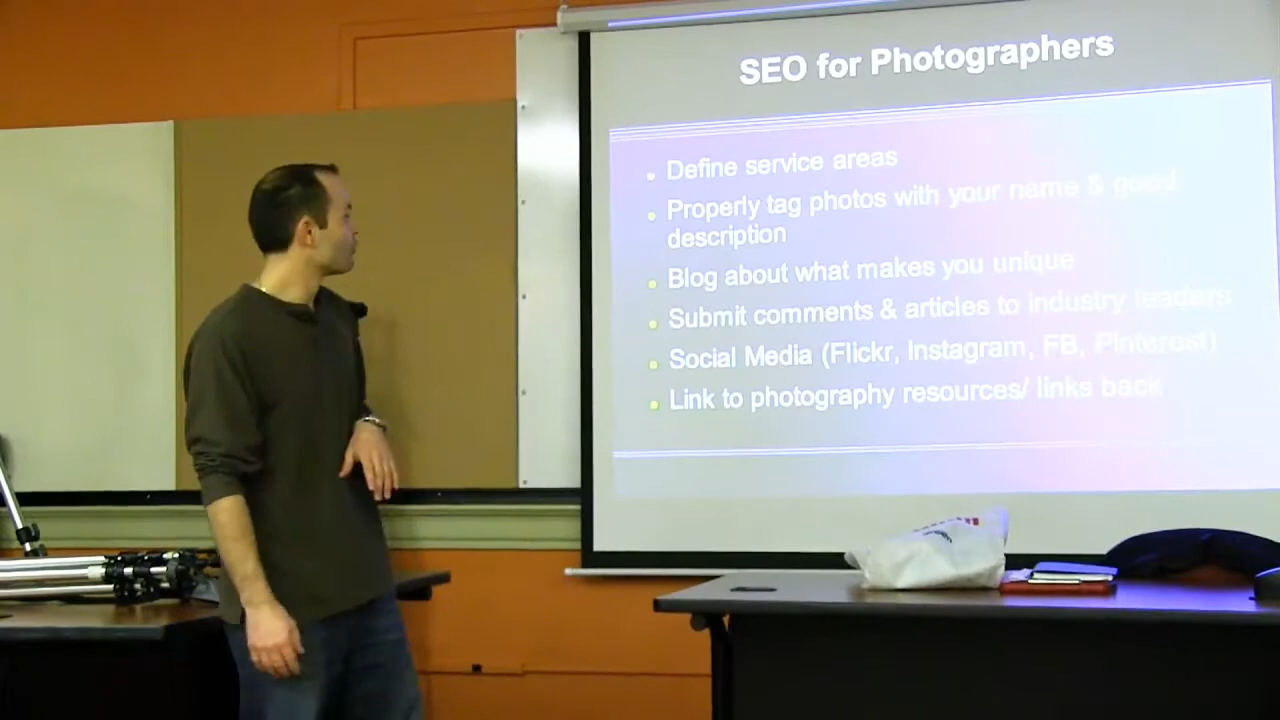 SEO for Photographers
Define service areas
Properly tag photos with your name & good
description
Blog about what makes you unique
Submit comments & articles to industry leaders
Social Media (Flickr, Instagram, FB, PInterest)
Link to photography resources/ links back